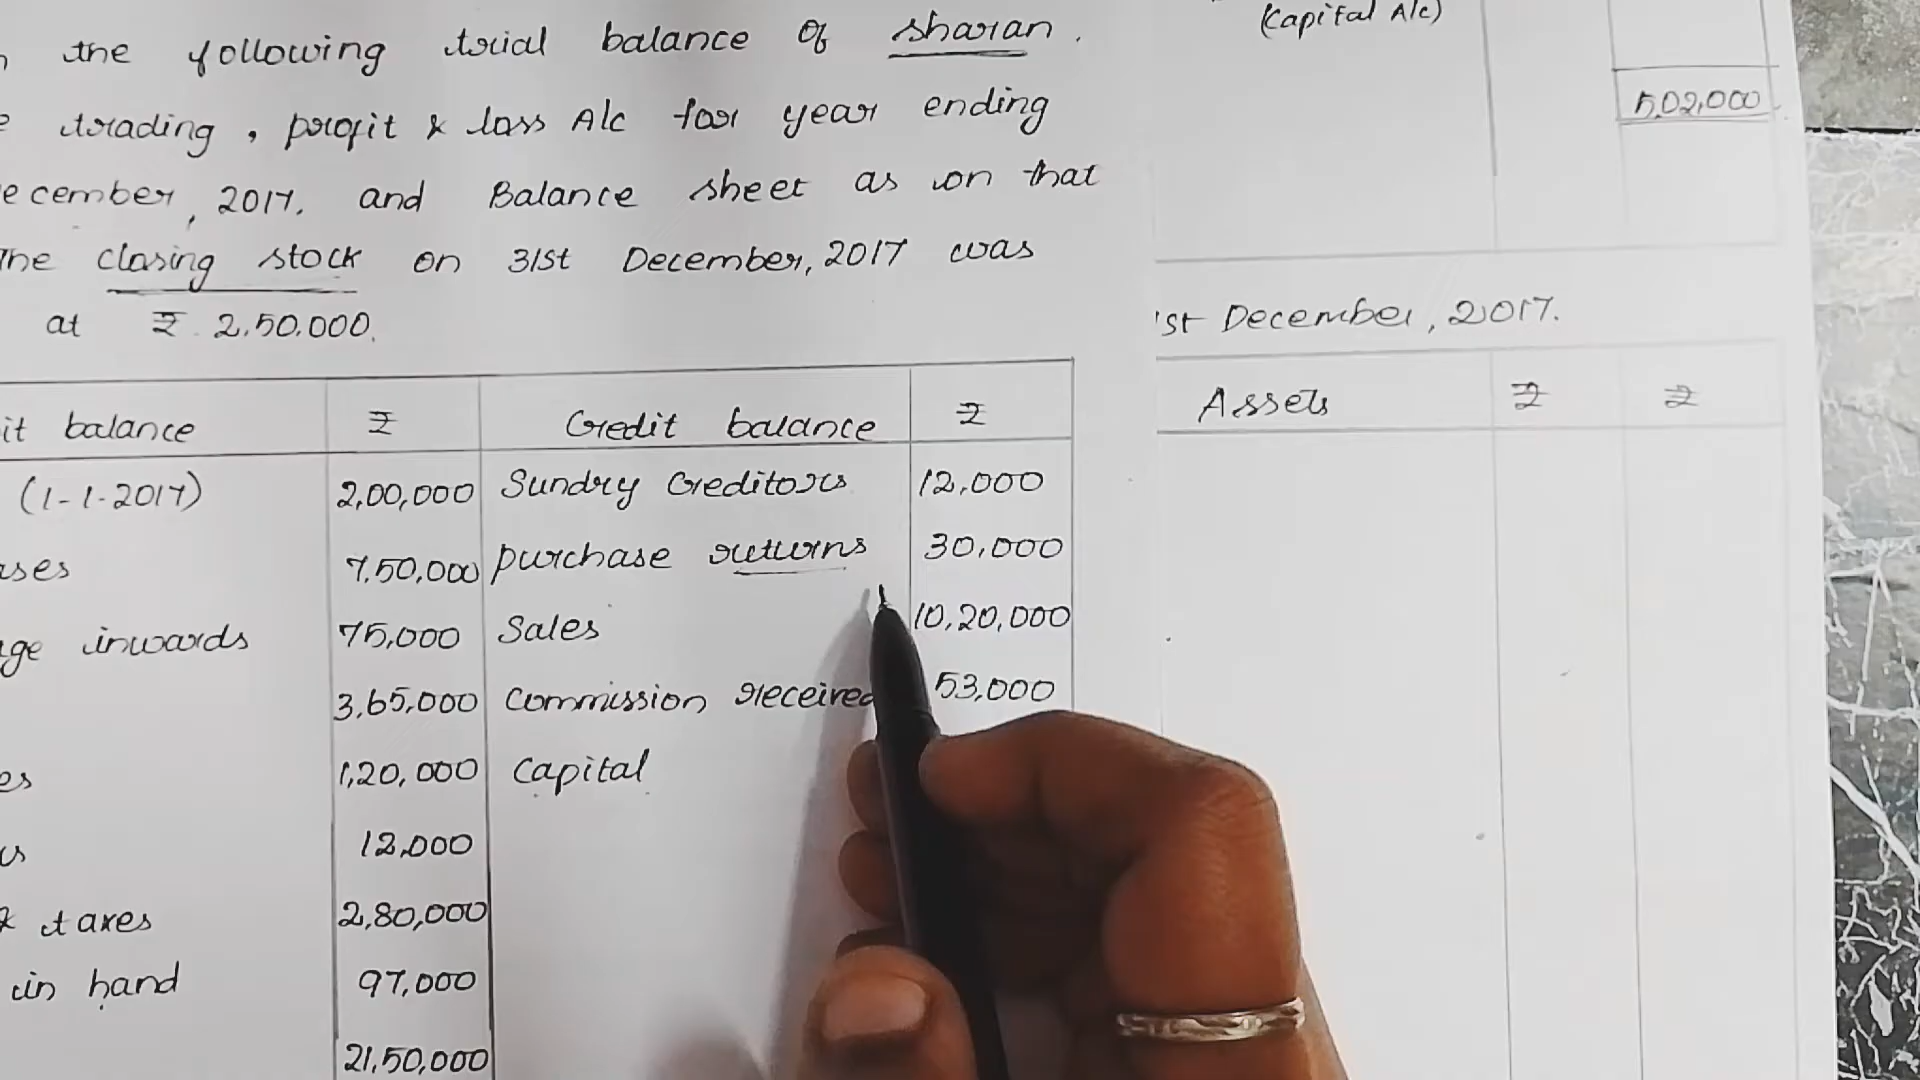 the following trial balance of sharan.
trading, profit & loss A/c for year ending
ecember, 2017. and Balance sheet as on that
The closing stock on 31st December, 2017 was
at ₹ 2,50,000.
it balance ₹ Credit balance ₹
(1-1-2017) 2,00,000 Sundry Creditors 12,000
ases 7,50,000 purchase returns 30,000
ge inwards 75,000 Sales 10,20,000
3,65,000 Commission received 53,000
es 1,20,000 Capital
12,000
& taxes 2,80,000
in hand 97,000
21,50,000
(Capital A/c)
5,02,000
st December, 2017.
Assets ₹ ₹